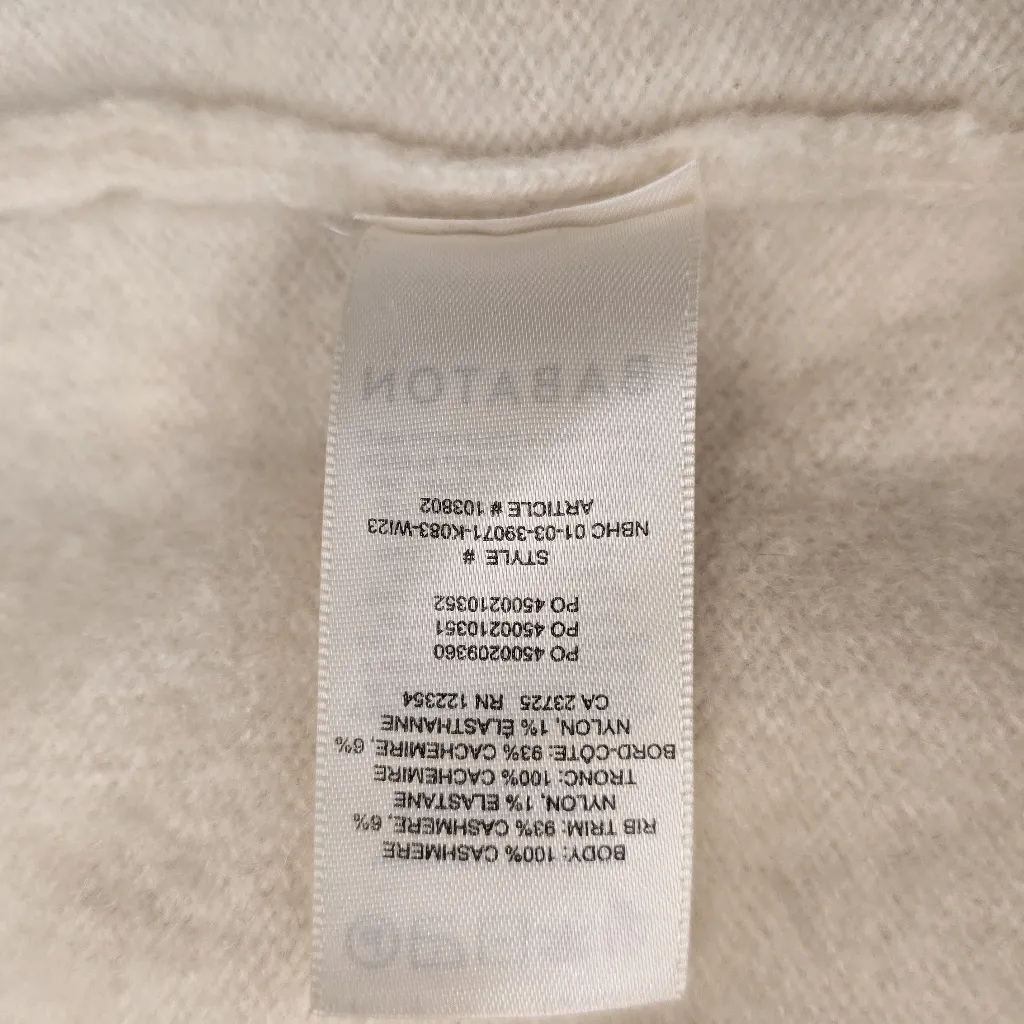 BODY: 100% CASHMERE
RIB TRIM: 93% CASHMERE, 6%
NYLON, 1% ELASTANE
TRONC: 100% CACHEMIRE
BORD-CÔTE: 93% CACHEMIRE, 6%
NYLON, 1% ÉLASTHANNE
CA 23725 RN 122354
PO 4500209360
PO 4500210351
PO 4500210352
STYLE #
NBHC 01-03-39071-K083-WI23
ARTICLE # 103802
BABATON